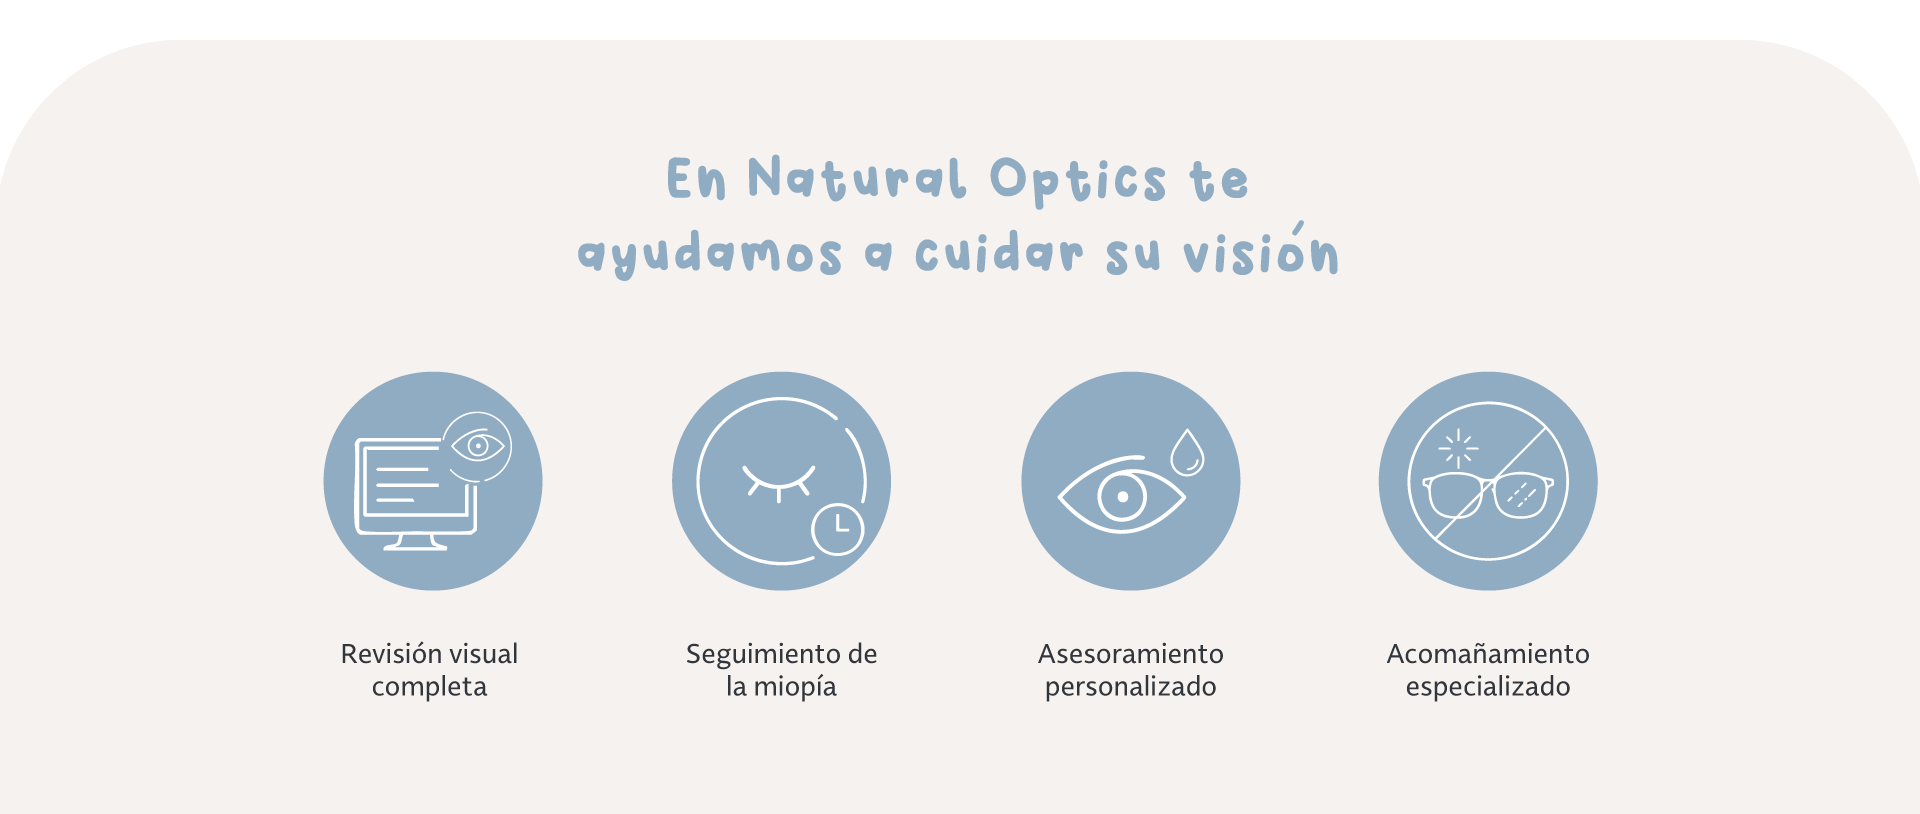 En Natural Optics te
ayudamos a cuidar su visión
Revisión visual
completa
Seguimiento de
la miopía
Asesoramiento
personalizado
Acomañamiento
especializado